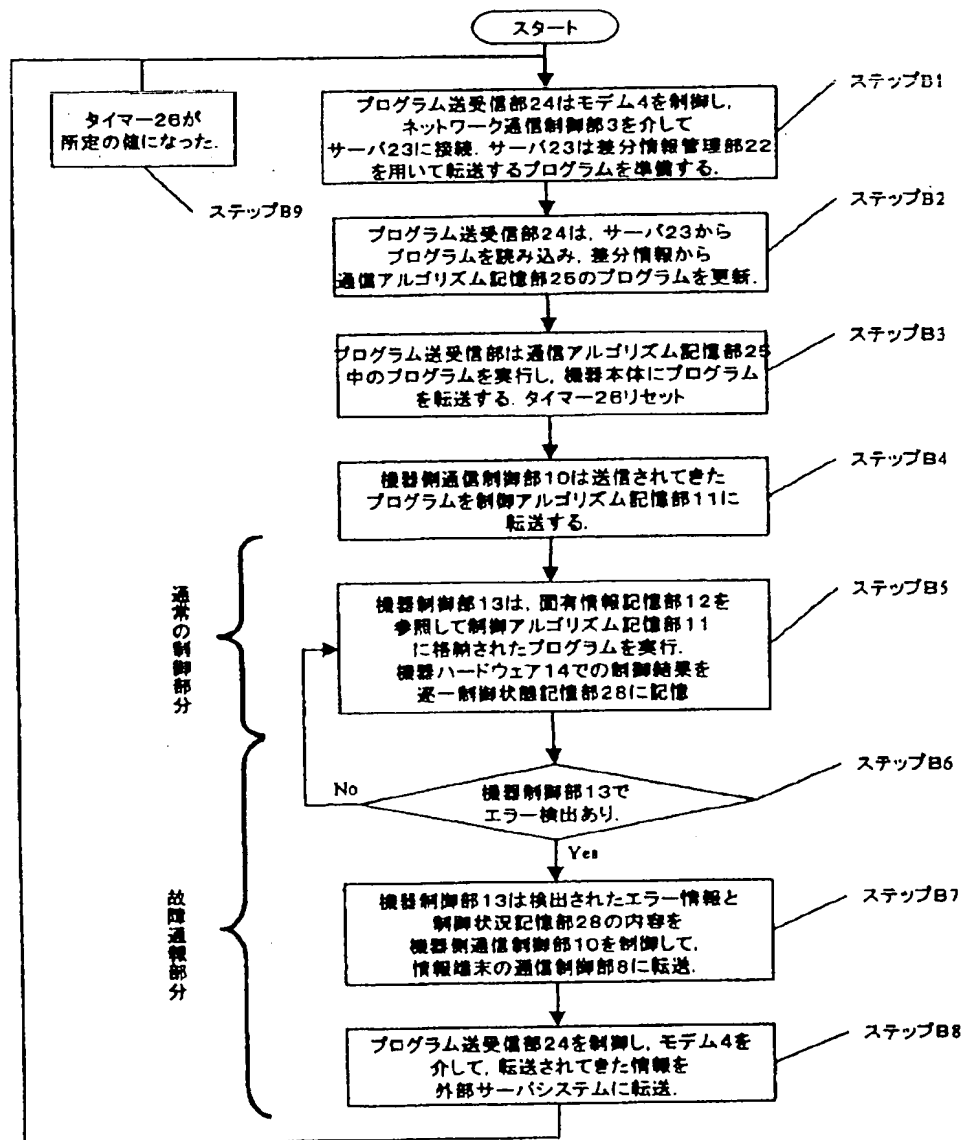 スタート
ステップB1
プログラム送受信部24はモデム4を制御し,
ネットワーク通信制御部3を介して
サーバ23に接続. サーバ23は差分情報管理部22
を用いて転送するプログラムを準備する.
タイマー26が
所定の値になった.
ステップB9
ステップB2
プログラム送受信部24は, サーバ23から
プログラムを読み込み, 差分情報から
通信アルゴリズム記憶部25のプログラムを更新.
ステップB3
プログラム送受信部は通信アルゴリズム記憶部25
中のプログラムを実行し, 機器本体にプログラム
を転送する. タイマー26リセット
ステップB4
機器側通信制御部10は送信されてきた
プログラムを制御アルゴリズム記憶部11に
転送する.
通常の制御部分
ステップB5
機器制御部13は, 固有情報記憶部12を
参照して制御アルゴリズム記憶部11
に格納されたプログラムを実行.
機器ハードウェア14での制御結果を
逐一制御状態記憶部28に記憶
ステップB6
No
機器制御部13で
エラー検出あり.
Yes
故障通報部分
ステップB7
機器制御部13は検出されたエラー情報と
制御状況記憶部28の内容を
機器側通信制御部10を制御して,
情報端末の通信制御部8に転送.
ステップB8
プログラム送受信部24を制御し, モデム4を
介して, 転送されてきた情報を
外部サーバシステムに転送.